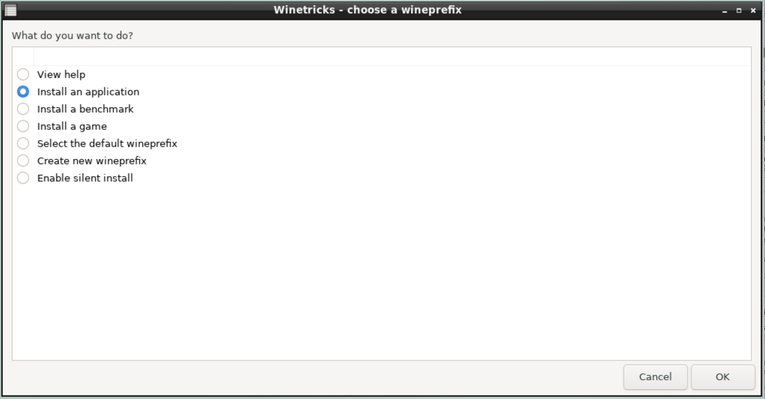 Winetricks - choose a wineprefix
What do you want to do?
View help
Install an application
Install a benchmark
Install a game
Select the default wineprefix
Create new wineprefix
Enable silent install
Cancel OK